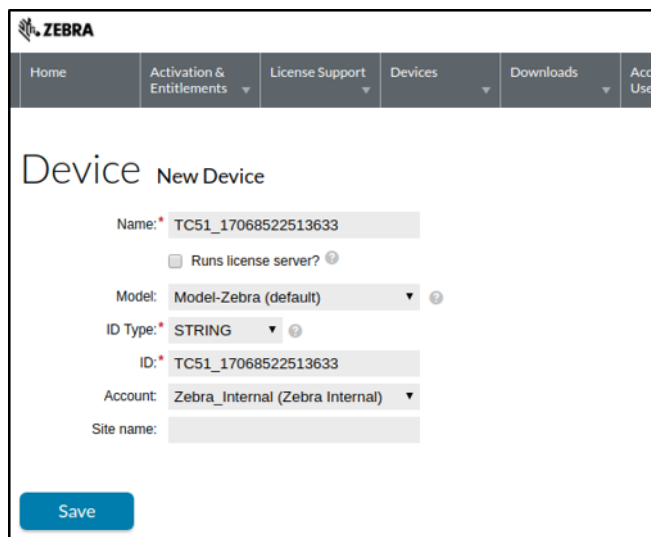 ZEBRA
Home
Activation &
Entitlements
License Support
Devices
Downloads
Device New Device
Name:* TC51_17068522513633
Runs license server? ?
Model: Model-Zebra (default) ?
ID Type:* STRING ?
ID:* TC51_17068522513633
Account: Zebra_Internal (Zebra Internal)
Site name:
Save